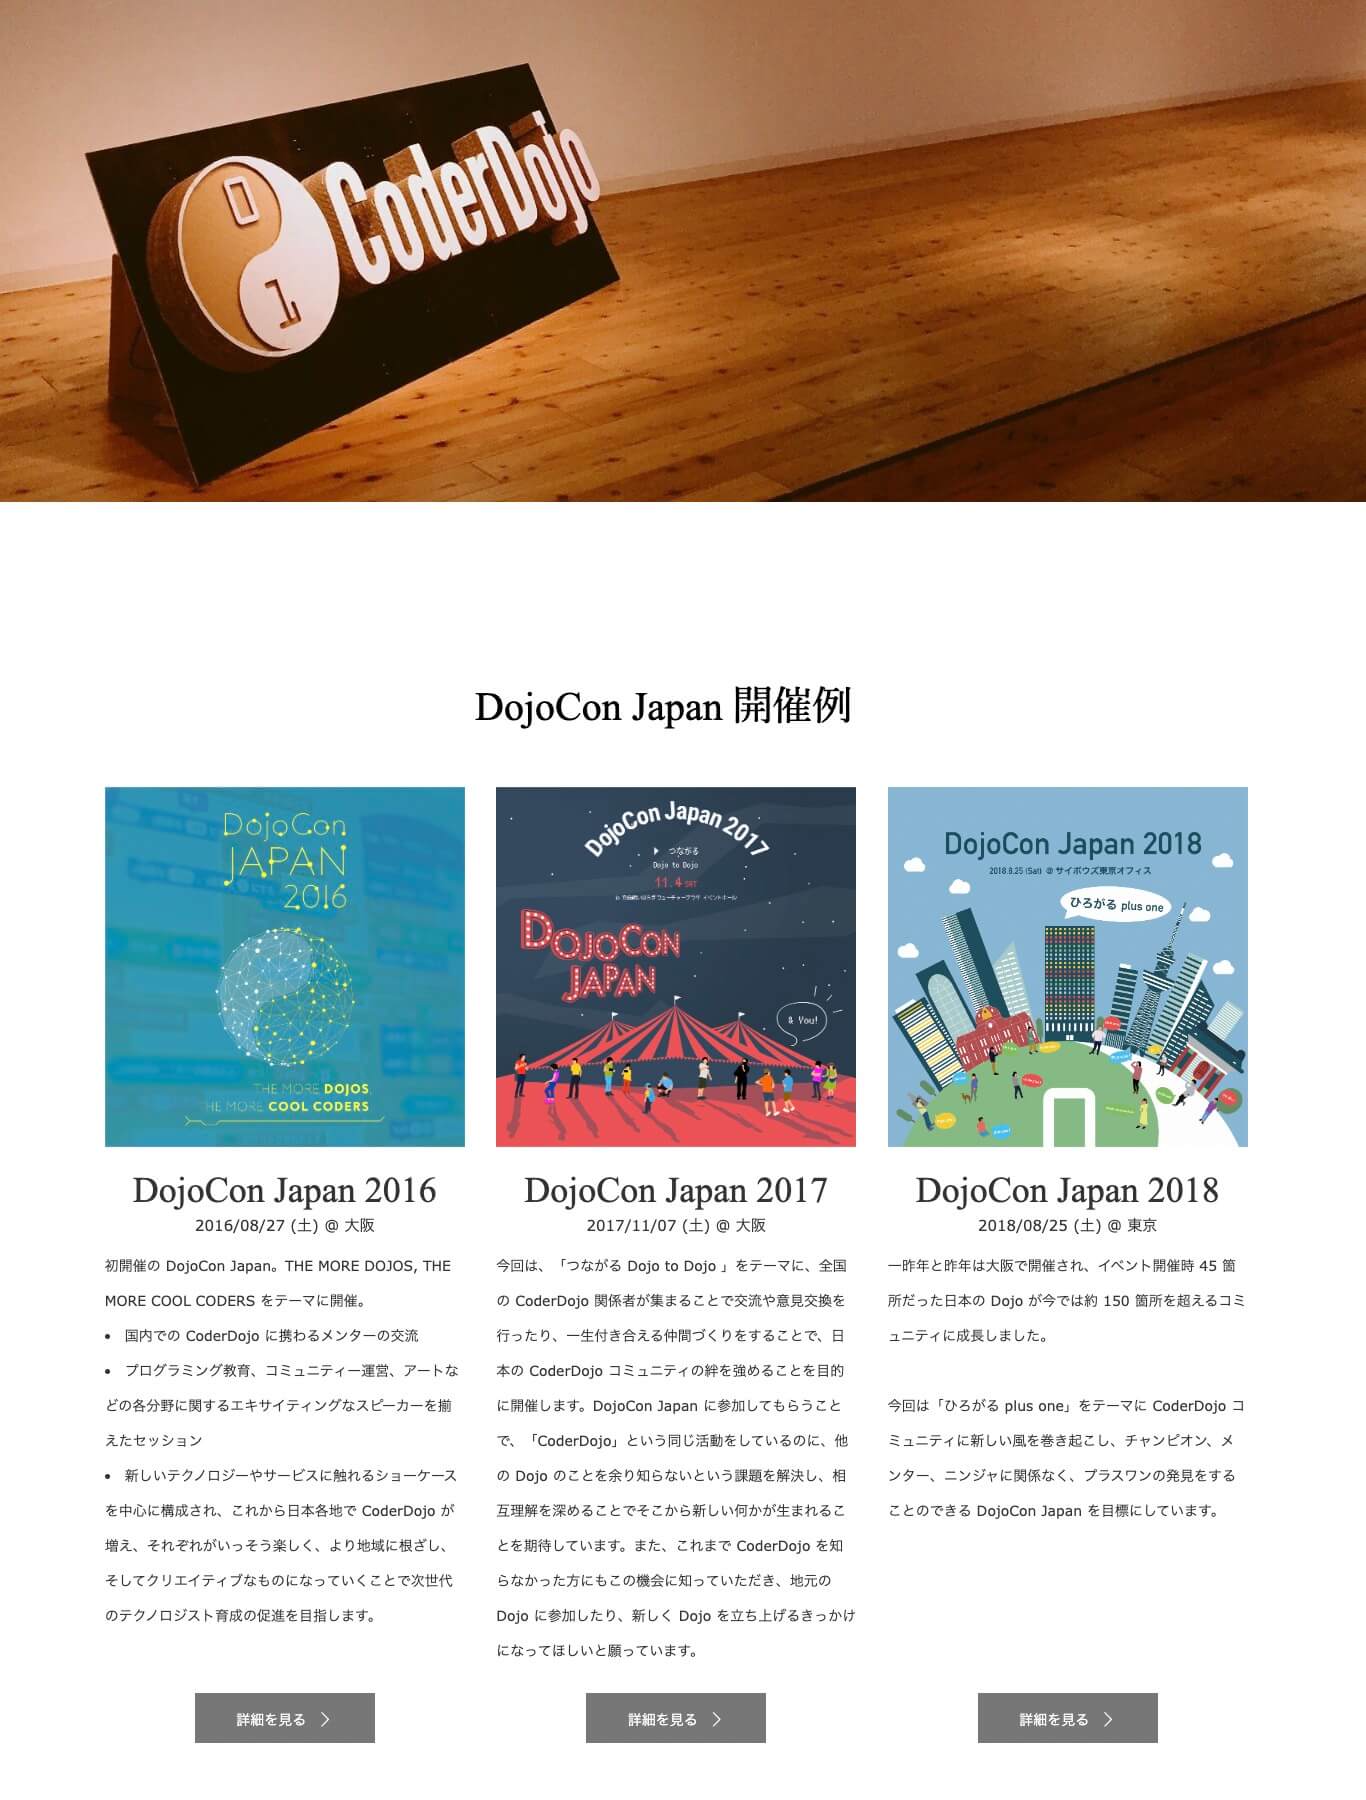 0
1
CoderDojo
DojoCon Japan 開催例
DojoCon
JAPAN
2016
THE MORE DOJOS
HE MORE COOL CODERS
DojoCon Japan 2016
2016/08/27 (土) @ 大阪
初開催の DojoCon Japan。THE MORE DOJOS, THE
MORE COOL CODERS をテーマに開催。
• 国内での CoderDojo に携わるメンターの交流
• プログラミング教育、コミュニティー運営、アートな
どの各分野に関するエキサイティングなスピーカーを揃
えたセッション
• 新しいテクノロジーやサービスに触れるショーケース
を中心に構成され、これから日本各地で CoderDojo が
増え、それぞれがいっそう楽しく、より地域に根ざし、
そしてクリエイティブなものになっていくことで次世代
のテクノロジスト育成の促進を目指します。
詳細を見る
DojoCon Japan 2017
つながる
Dojo to Dojo
11.4 SAT
DOJOCON
JAPAN
& You!
DojoCon Japan 2017
2017/11/07 (土) @ 大阪
今回は、「つながる Dojo to Dojo 」をテーマに、全国
の CoderDojo 関係者が集まることで交流や意見交換を
行ったり、一生付き合える仲間づくりをすることで、日
本の CoderDojo コミュニティの絆を強めることを目的
に開催します。DojoCon Japan に参加してもらうこと
で、「CoderDojo」という同じ活動をしているのに、他
の Dojo のことを余り知らないという課題を解決し、相
互理解を深めることでそこから新しい何かが生まれるこ
とを期待しています。また、これまで CoderDojo を知
らなかった方にもこの機会に知っていただき、地元の
Dojo に参加したり、新しく Dojo を立ち上げるきっかけ
になってほしいと願っています。
詳細を見る
DojoCon Japan 2018
2018.8.25 (Sat) @ サイボウズ東京オフィス
ひろがる plus one
DojoCon Japan 2018
2018/08/25 (土) @ 東京
一昨年と昨年は大阪で開催され、イベント開催時 45 箇
所だった日本の Dojo が今では約 150 箇所を超えるコミ
ュニティに成長しました。
今回は「ひろがる plus one」をテーマに CoderDojo コ
ミュニティに新しい風を巻き起こし、チャンピオン、メ
ンター、ニンジャに関係なく、プラスワンの発見をする
ことのできる DojoCon Japan を目標にしています。
詳細を見る